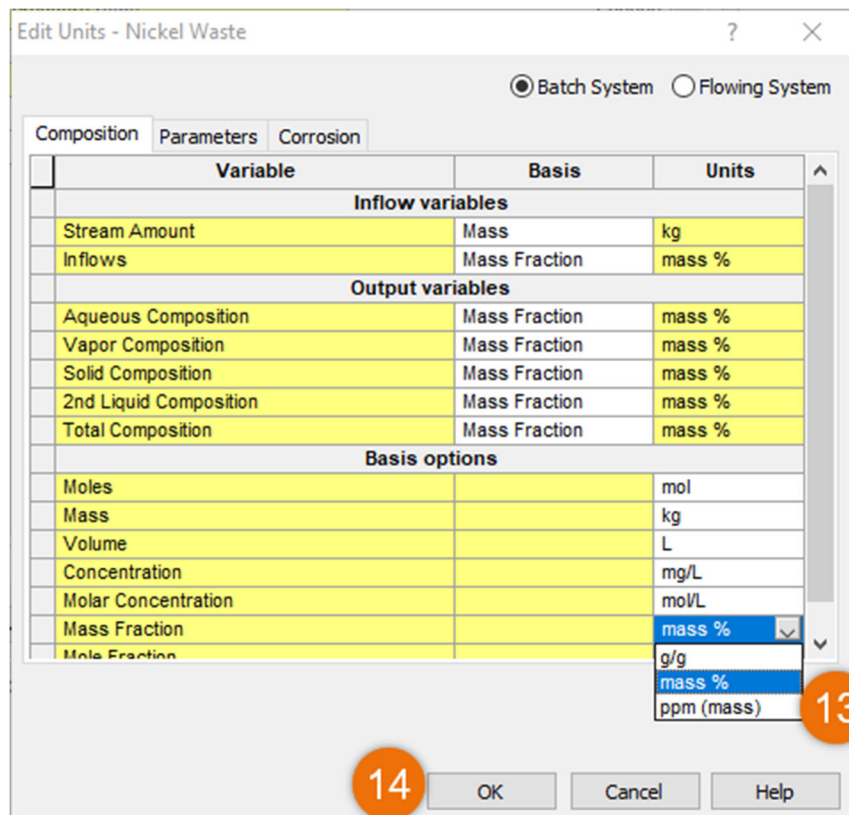 Edit Units - Nickel Waste ?
Batch System Flowing System
Composition Parameters Corrosion
Variable Basis Units
Inflow variables
Stream Amount Mass kg
Inflows Mass Fraction mass %
Output variables
Aqueous Composition Mass Fraction mass %
Vapor Composition Mass Fraction mass %
Solid Composition Mass Fraction mass %
2nd Liquid Composition Mass Fraction mass %
Total Composition Mass Fraction mass %
Basis options
Moles mol
Mass kg
Volume L
Concentration mg/L
Molar Concentration mol/L
Mass Fraction mass %
Mole Fraction
g/g
mass %
ppm (mass) 13
14 OK Cancel Help